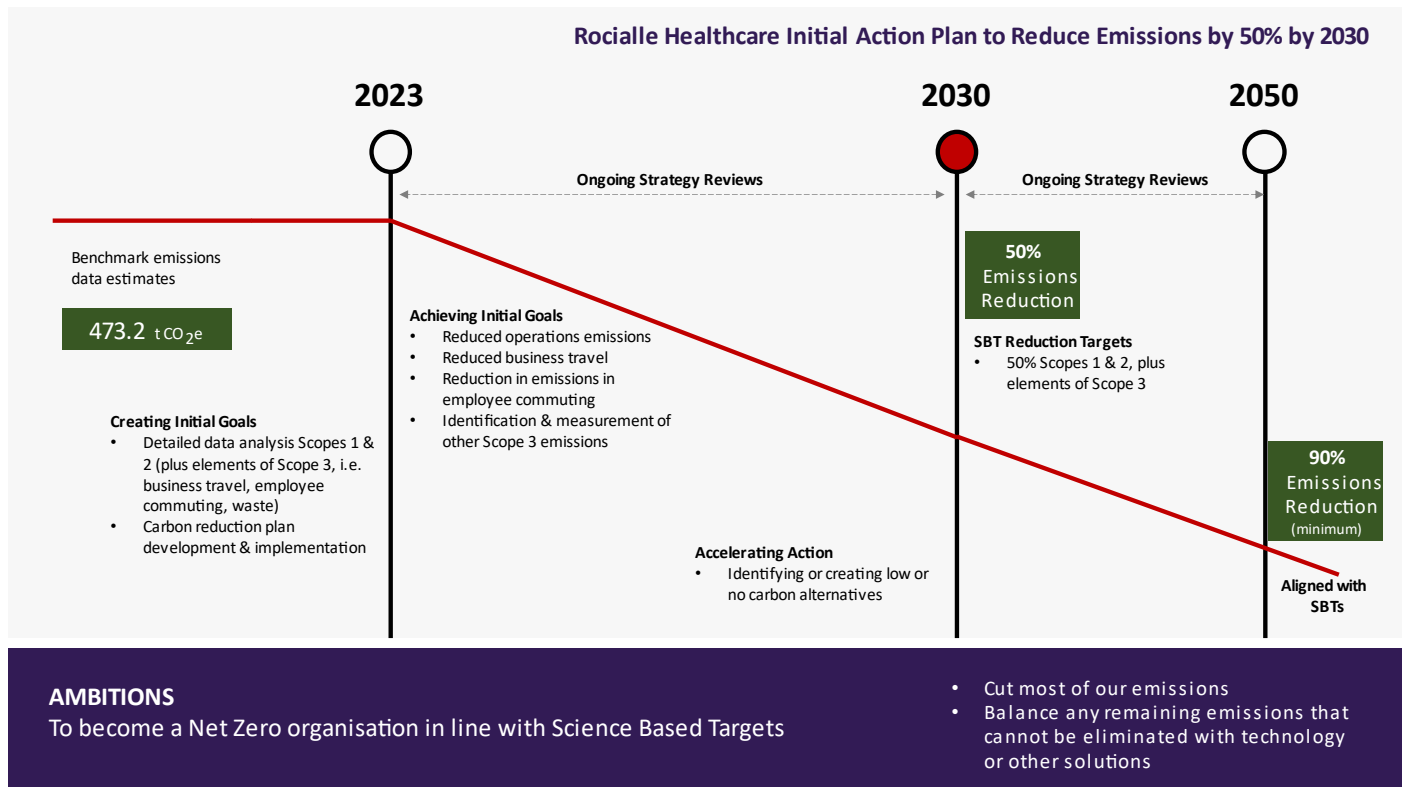 Rocialle Healthcare Initial Action Plan to Reduce Emissions by 50% by 2030
2023
2030
2050
Ongoing Strategy Reviews
Ongoing Strategy Reviews
Benchmark emissions
data estimates
473.2 t CO2e
Creating Initial Goals
• Detailed data analysis Scopes 1 &
2 (plus elements of Scope 3, i.e.
business travel, employee
commuting, waste)
• Carbon reduction plan
development & implementation
Achieving Initial Goals
• Reduced operations emissions
• Reduced business travel
• Reduction in emissions in
employee commuting
• Identification & measurement of
other Scope 3 emissions
Accelerating Action
• Identifying or creating low or
no carbon alternatives
50%
Emissions
Reduction
SBT Reduction Targets
• 50% Scopes 1 & 2, plus
elements of Scope 3
90%
Emissions
Reduction
(minimum)
Aligned with
SBTs
AMBITIONS
To become a Net Zero organisation in line with Science Based Targets
• Cut most of our emissions
• Balance any remaining emissions that
cannot be eliminated with technology
or other solutions